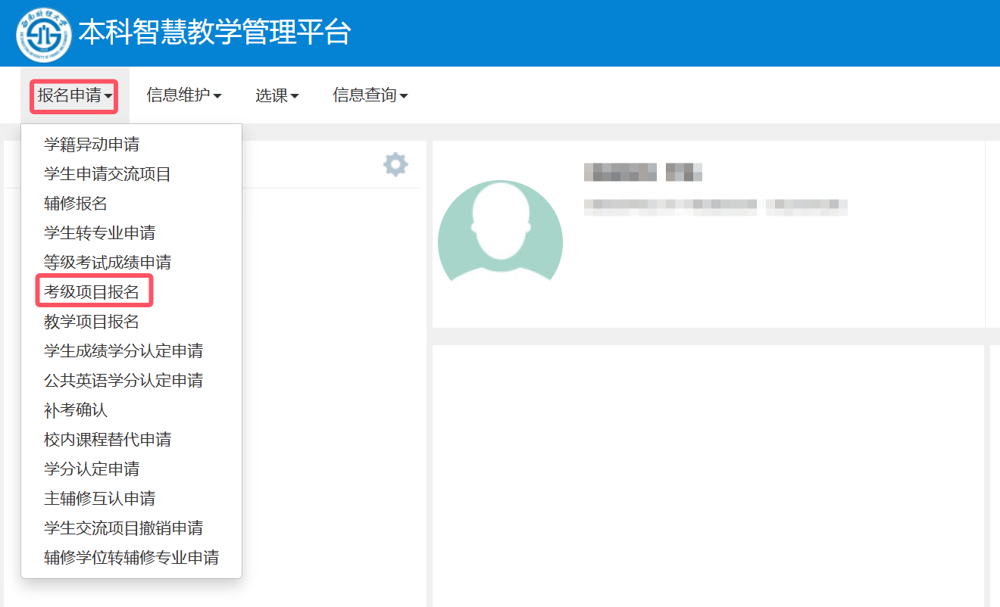 西南财经大学
本科智慧教学管理平台
报名申请 信息维护 选课 信息查询
学籍异动申请
学生申请交流项目
辅修报名
学生转专业申请
等级考试成绩申请
考级项目报名
教学项目报名
学生成绩学分认定申请
公共英语学分认定申请
补考确认
校内课程替代申请
学分认定申请
主辅修互认申请
学生交流项目撤销申请
辅修学位转辅修专业申请